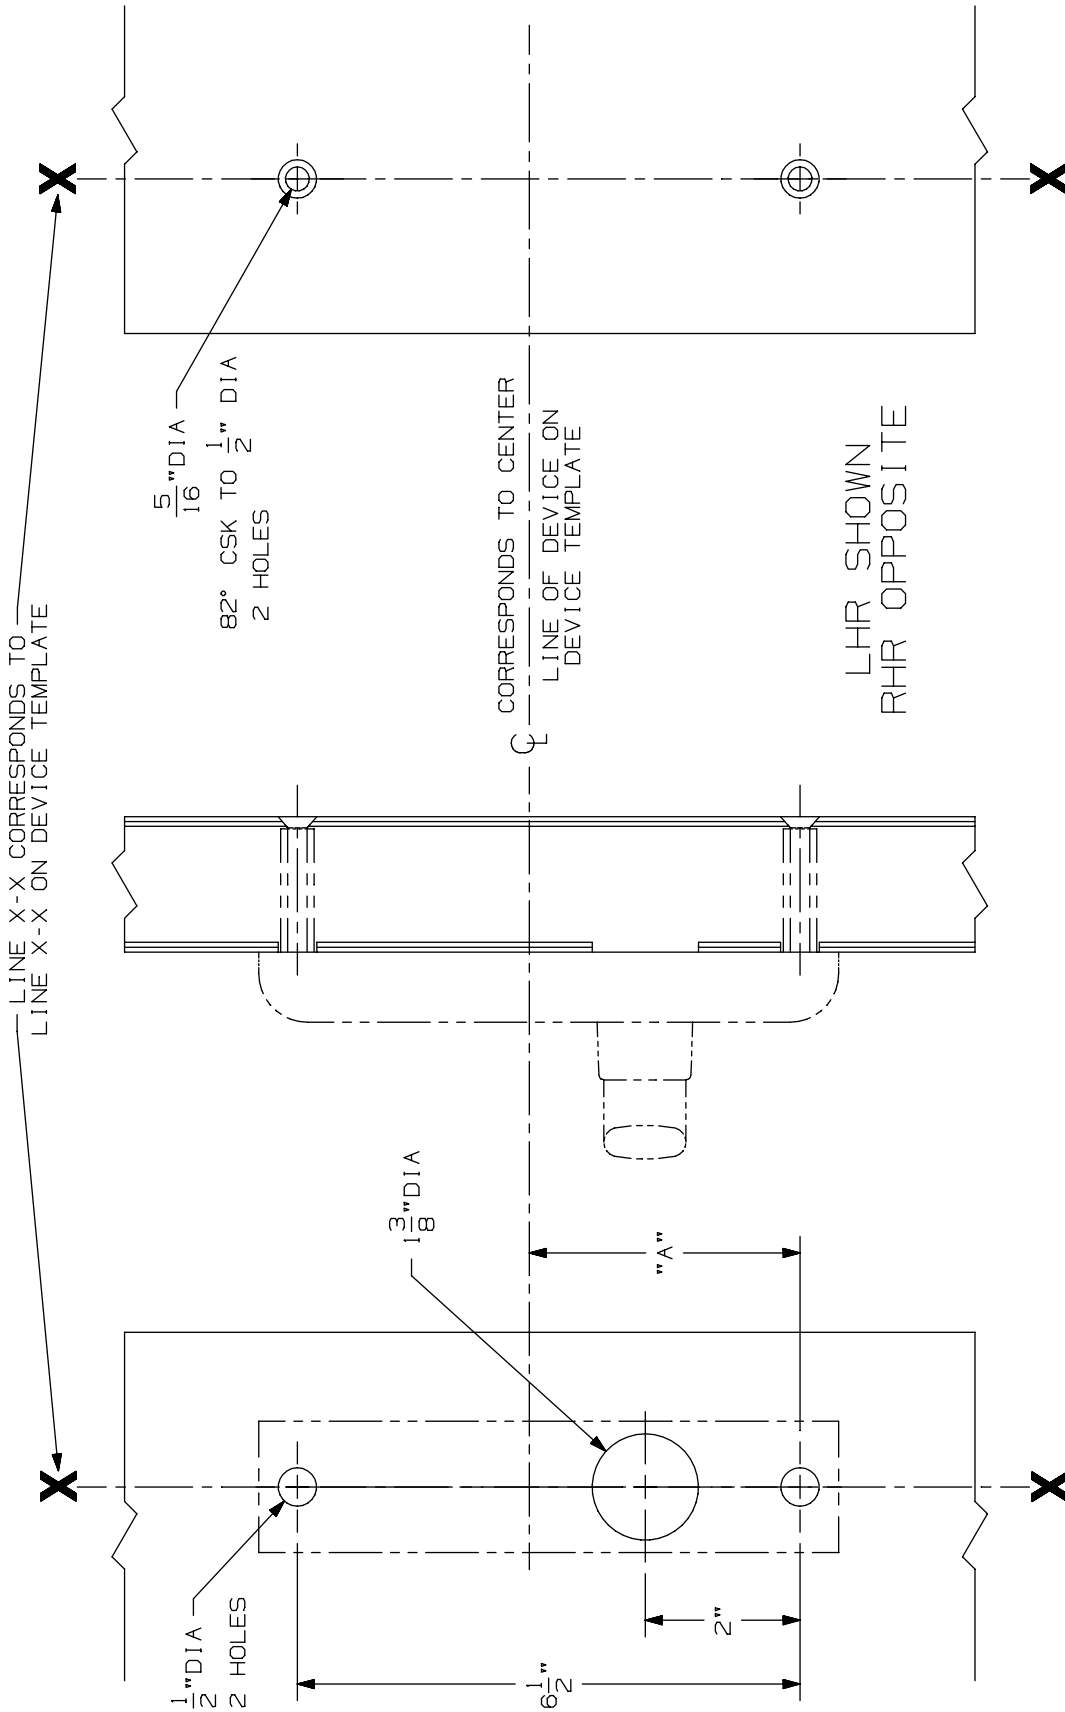 LINE X-X CORRESPONDS TO
LINE X-X ON DEVICE TEMPLATE
X
X
X
X
1/2" DIA
2 HOLES
6 1/2"
2"
1 3/8" DIA
"A"
5/16" DIA
82° CSK TO 1/2" DIA
2 HOLES
CL
CORRESPONDS TO CENTER
LINE OF DEVICE ON
DEVICE TEMPLATE
LHR SHOWN
RHR OPPOSITE